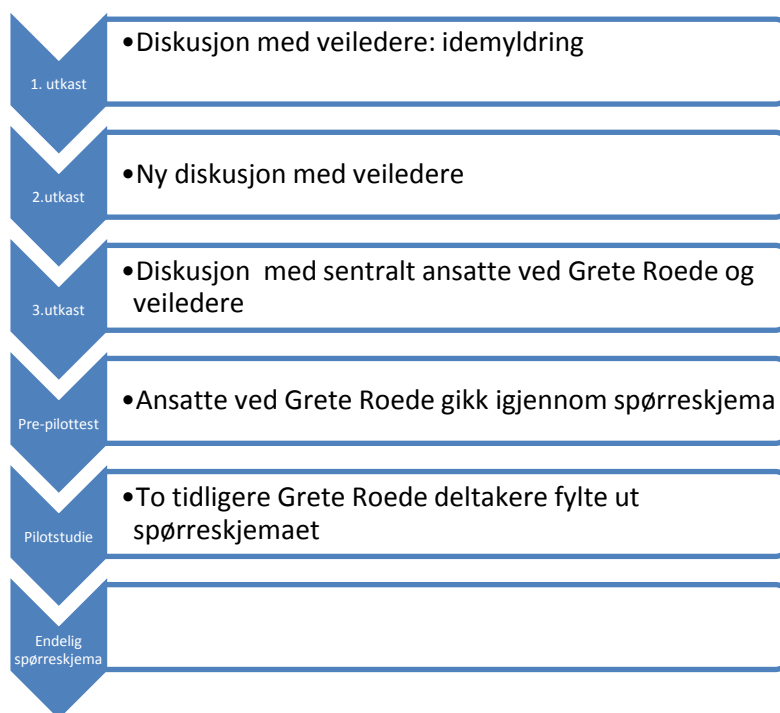 •Diskusjon med veiledere: idemyldring
1. utkast
•Ny diskusjon med veiledere
2.utkast
•Diskusjon med sentralt ansatte ved Grete Roede og
veiledere
3.utkast
•Ansatte ved Grete Roede gikk igjennom spørreskjema
Pre-pilottest
•To tidligere Grete Roede deltakere fylte ut
spørreskjemaet
Pilotstudie
Endelig
spørreskjema